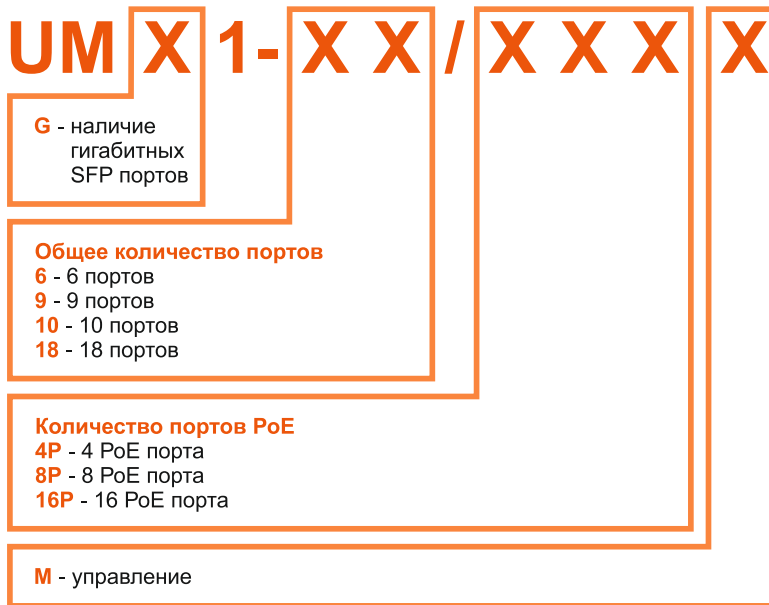 UM X 1- X X / X X X X
G - наличие
гигабитных
SFP портов
Общее количество портов
6 - 6 портов
9 - 9 портов
10 - 10 портов
18 - 18 портов
Количество портов PoE
4P - 4 PoE порта
8P - 8 PoE порта
16P - 16 PoE порта
M - управление